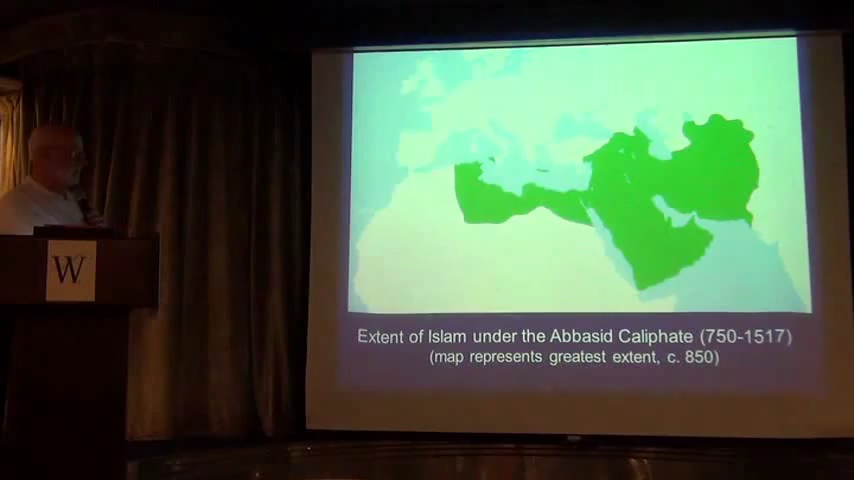 W
Extent of Islam under the Abbasid Caliphate (750-1517)
(map represents greatest extent, c. 850)